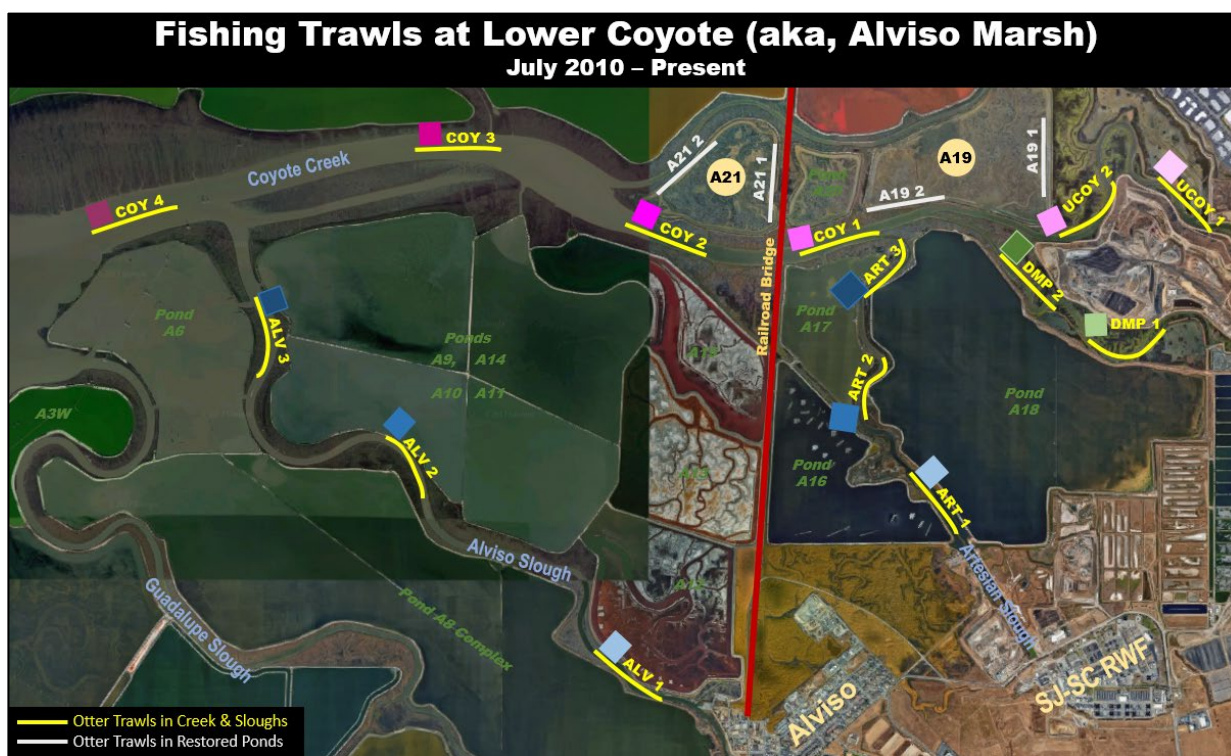 Fishing Trawls at Lower Coyote (aka, Alviso Marsh)
July 2010 – Present
COY 3
Coyote Creek
COY 4
A21 2
A21
A21 1
COY 2
Railroad Bridge
A19
A19 1
A19 2
COY 1
UCOY 2
UCOY 1
ART 3
DMP 2
DMP 1
Pond
A6
ALV 3
Ponds
A9, A14
A10 A11
Pond
A17
ART 2
Pond
A18
A3W
ALV 2
Pond
A16
ART 1
Alviso Slough
Artesian Slough
Guadalupe Slough
Pond A8 Complex
ALV 1
Alviso
SJ-SC RWF
Otter Trawls in Creek & Sloughs
Otter Trawls in Restored Ponds